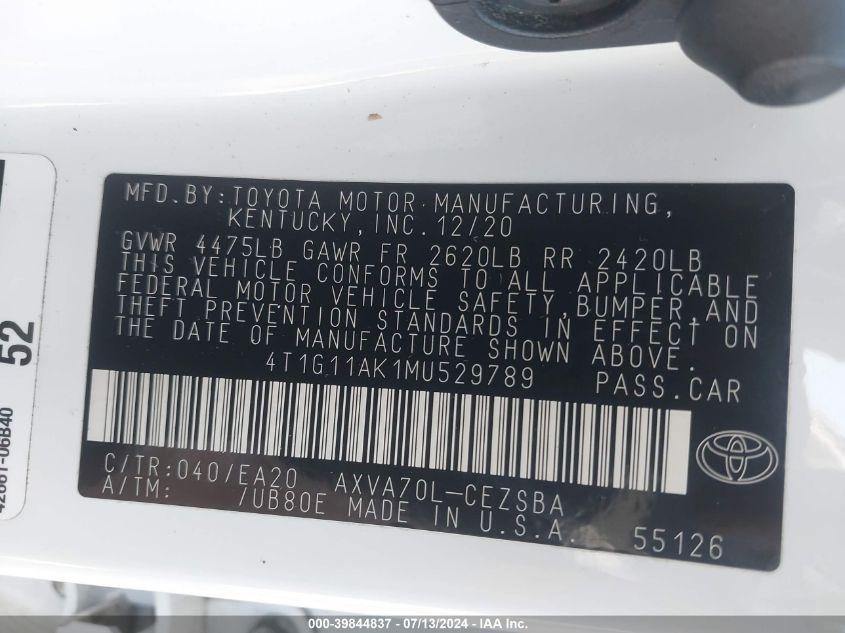 MFD.BY:TOYOTA MOTOR MANUFACTURING,
KENTUCKY, INC. 12/20
GVWR 4475LB GAWR FR 2620LB RR 2420LB
THIS VEHICLE CONFORMS TO ALL APPLICABLE
FEDERAL MOTOR VEHICLE SAFETY, BUMPER, AND
THEFT PREVENTION STANDARDS IN EFFECT ON
THE DATE OF MANUFACTURE SHOWN ABOVE.
4T1G11AK1MU529789 PASS.CAR
C/TR:040/EA20 AXVA70L-CEZSBA
A/TM: /UB80E MADE IN U.S.A. 55126
52
42661-06B40
000-39844837 - 07/13/2024 - IAA Inc.